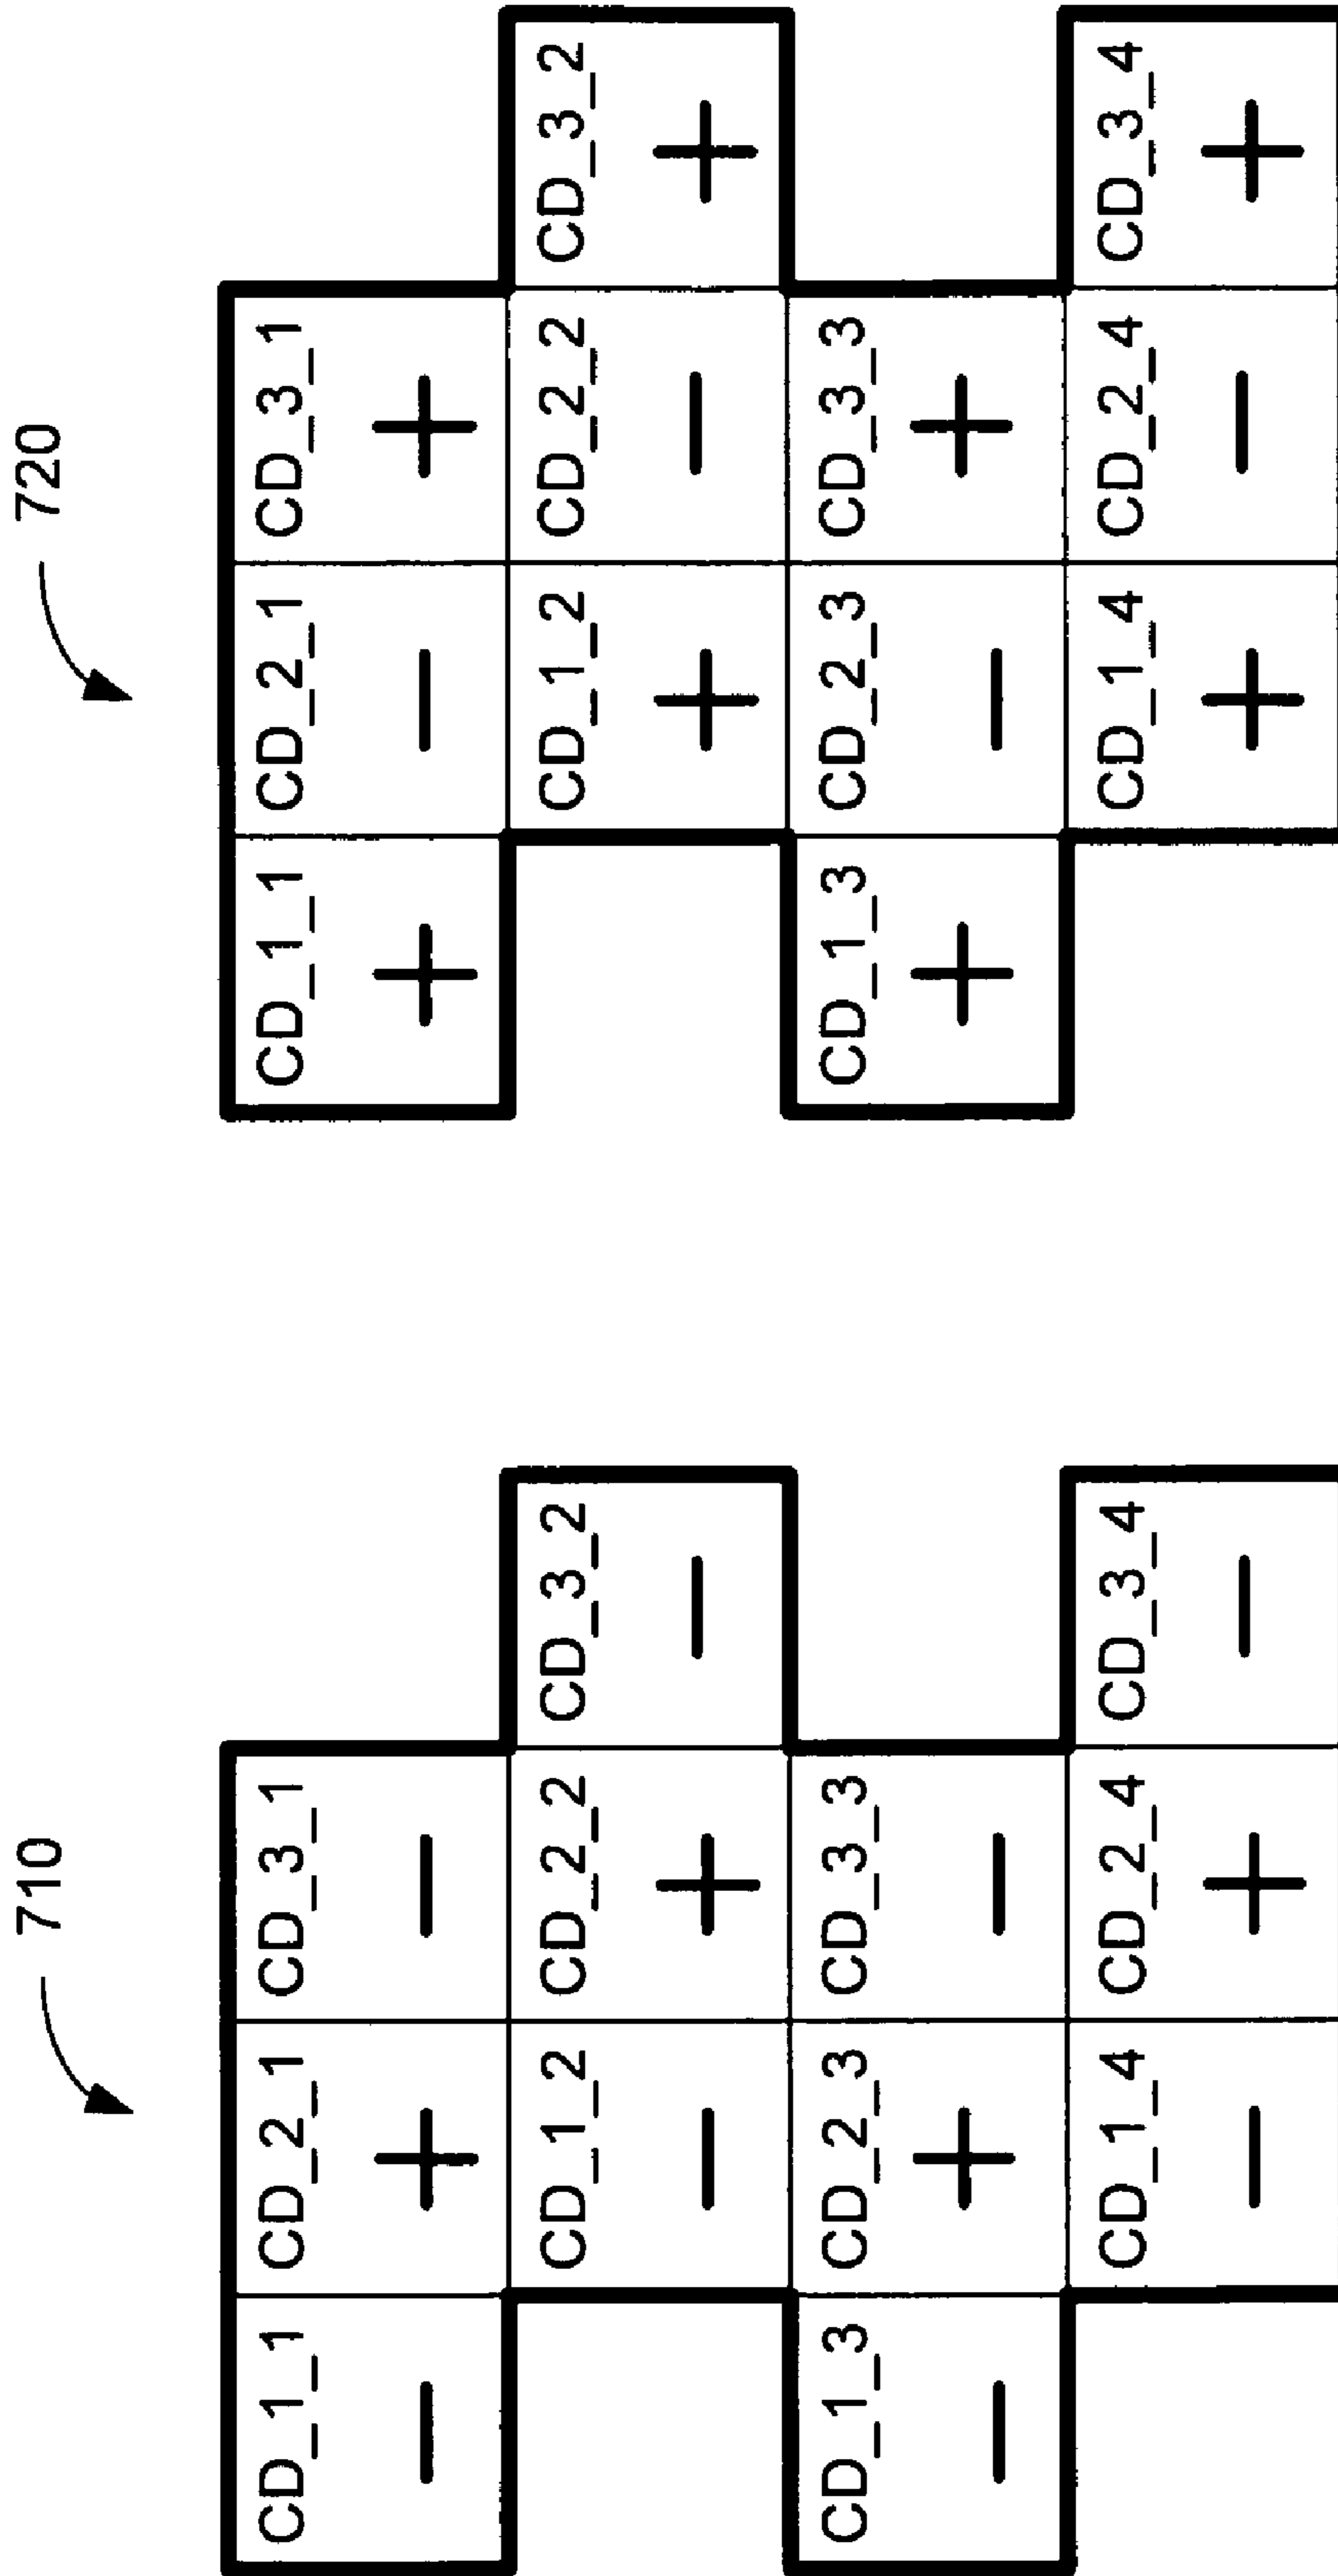 710
CD_1_1 CD_2_1 CD_3_1
− + −
CD_1_2 CD_2_2 CD_3_2
− + −
CD_1_3 CD_2_3 CD_3_3
− + −
CD_1_4 CD_2_4 CD_3_4
− + −
720
CD_1_1 CD_2_1 CD_3_1
+ − +
CD_1_2 CD_2_2 CD_3_2
+ − +
CD_1_3 CD_2_3 CD_3_3
+ − +
CD_1_4 CD_2_4 CD_3_4
+ − +